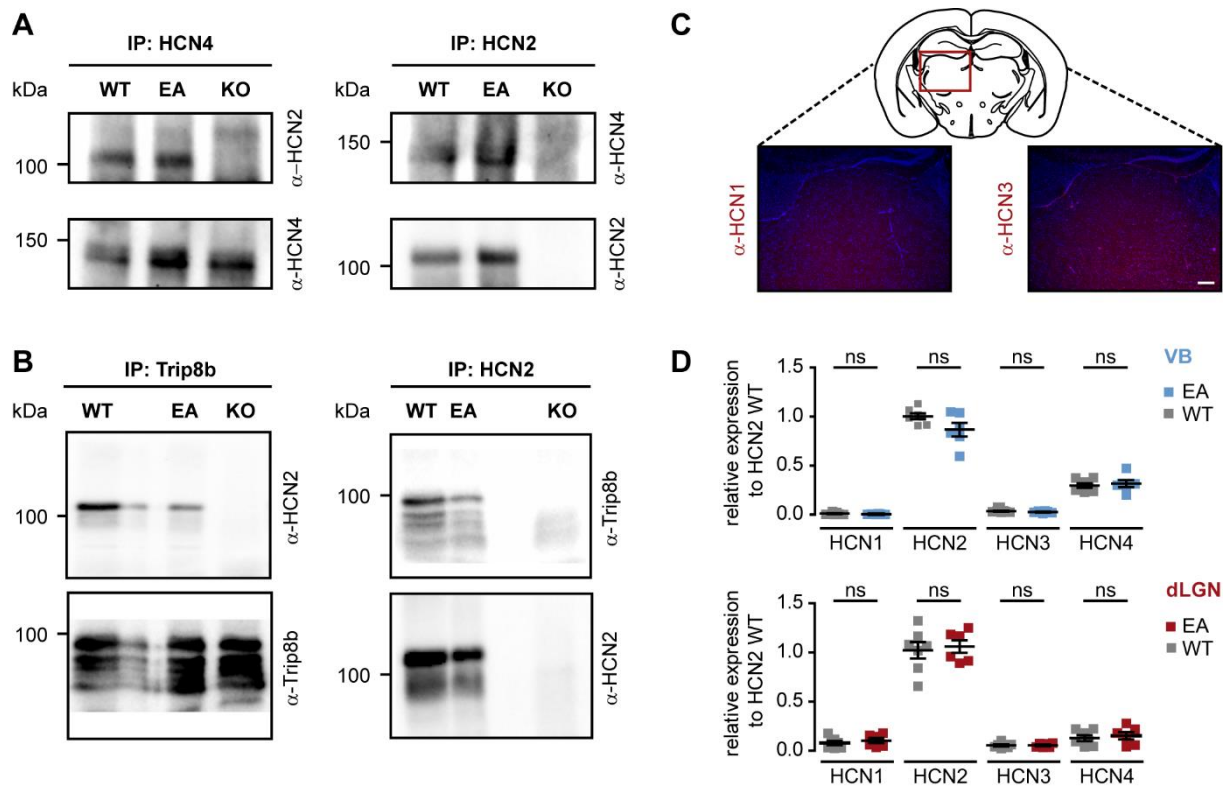 A
IP: HCN4
kDa WT EA KO
100
α–HCN2
150
α-HCN4
IP: HCN2
kDa WT EA KO
150
α-HCN4
100
α-HCN2
B
IP: Trip8b
kDa WT EA KO
100
α-HCN2
100
α-Trip8b
IP: HCN2
kDa WT EA KO
100
α-Trip8b
100
α-HCN2
C
α-HCN1
α-HCN3
D
relative expression
to HCN2 WT
1.5
1.0
0.5
0.0
ns ns ns ns
HCN1 HCN2 HCN3 HCN4
VB
EA
WT
relative expression
to HCN2 WT
1.5
1.0
0.5
0.0
ns ns ns ns
HCN1 HCN2 HCN3 HCN4
dLGN
EA
WT